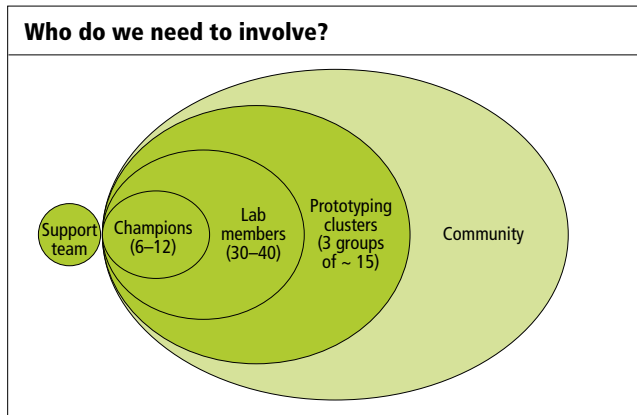 Who do we need to involve?
Support
team
Champions
(6–12)
Lab
members
(30–40)
Prototyping
clusters
(3 groups
of ~ 15)
Community